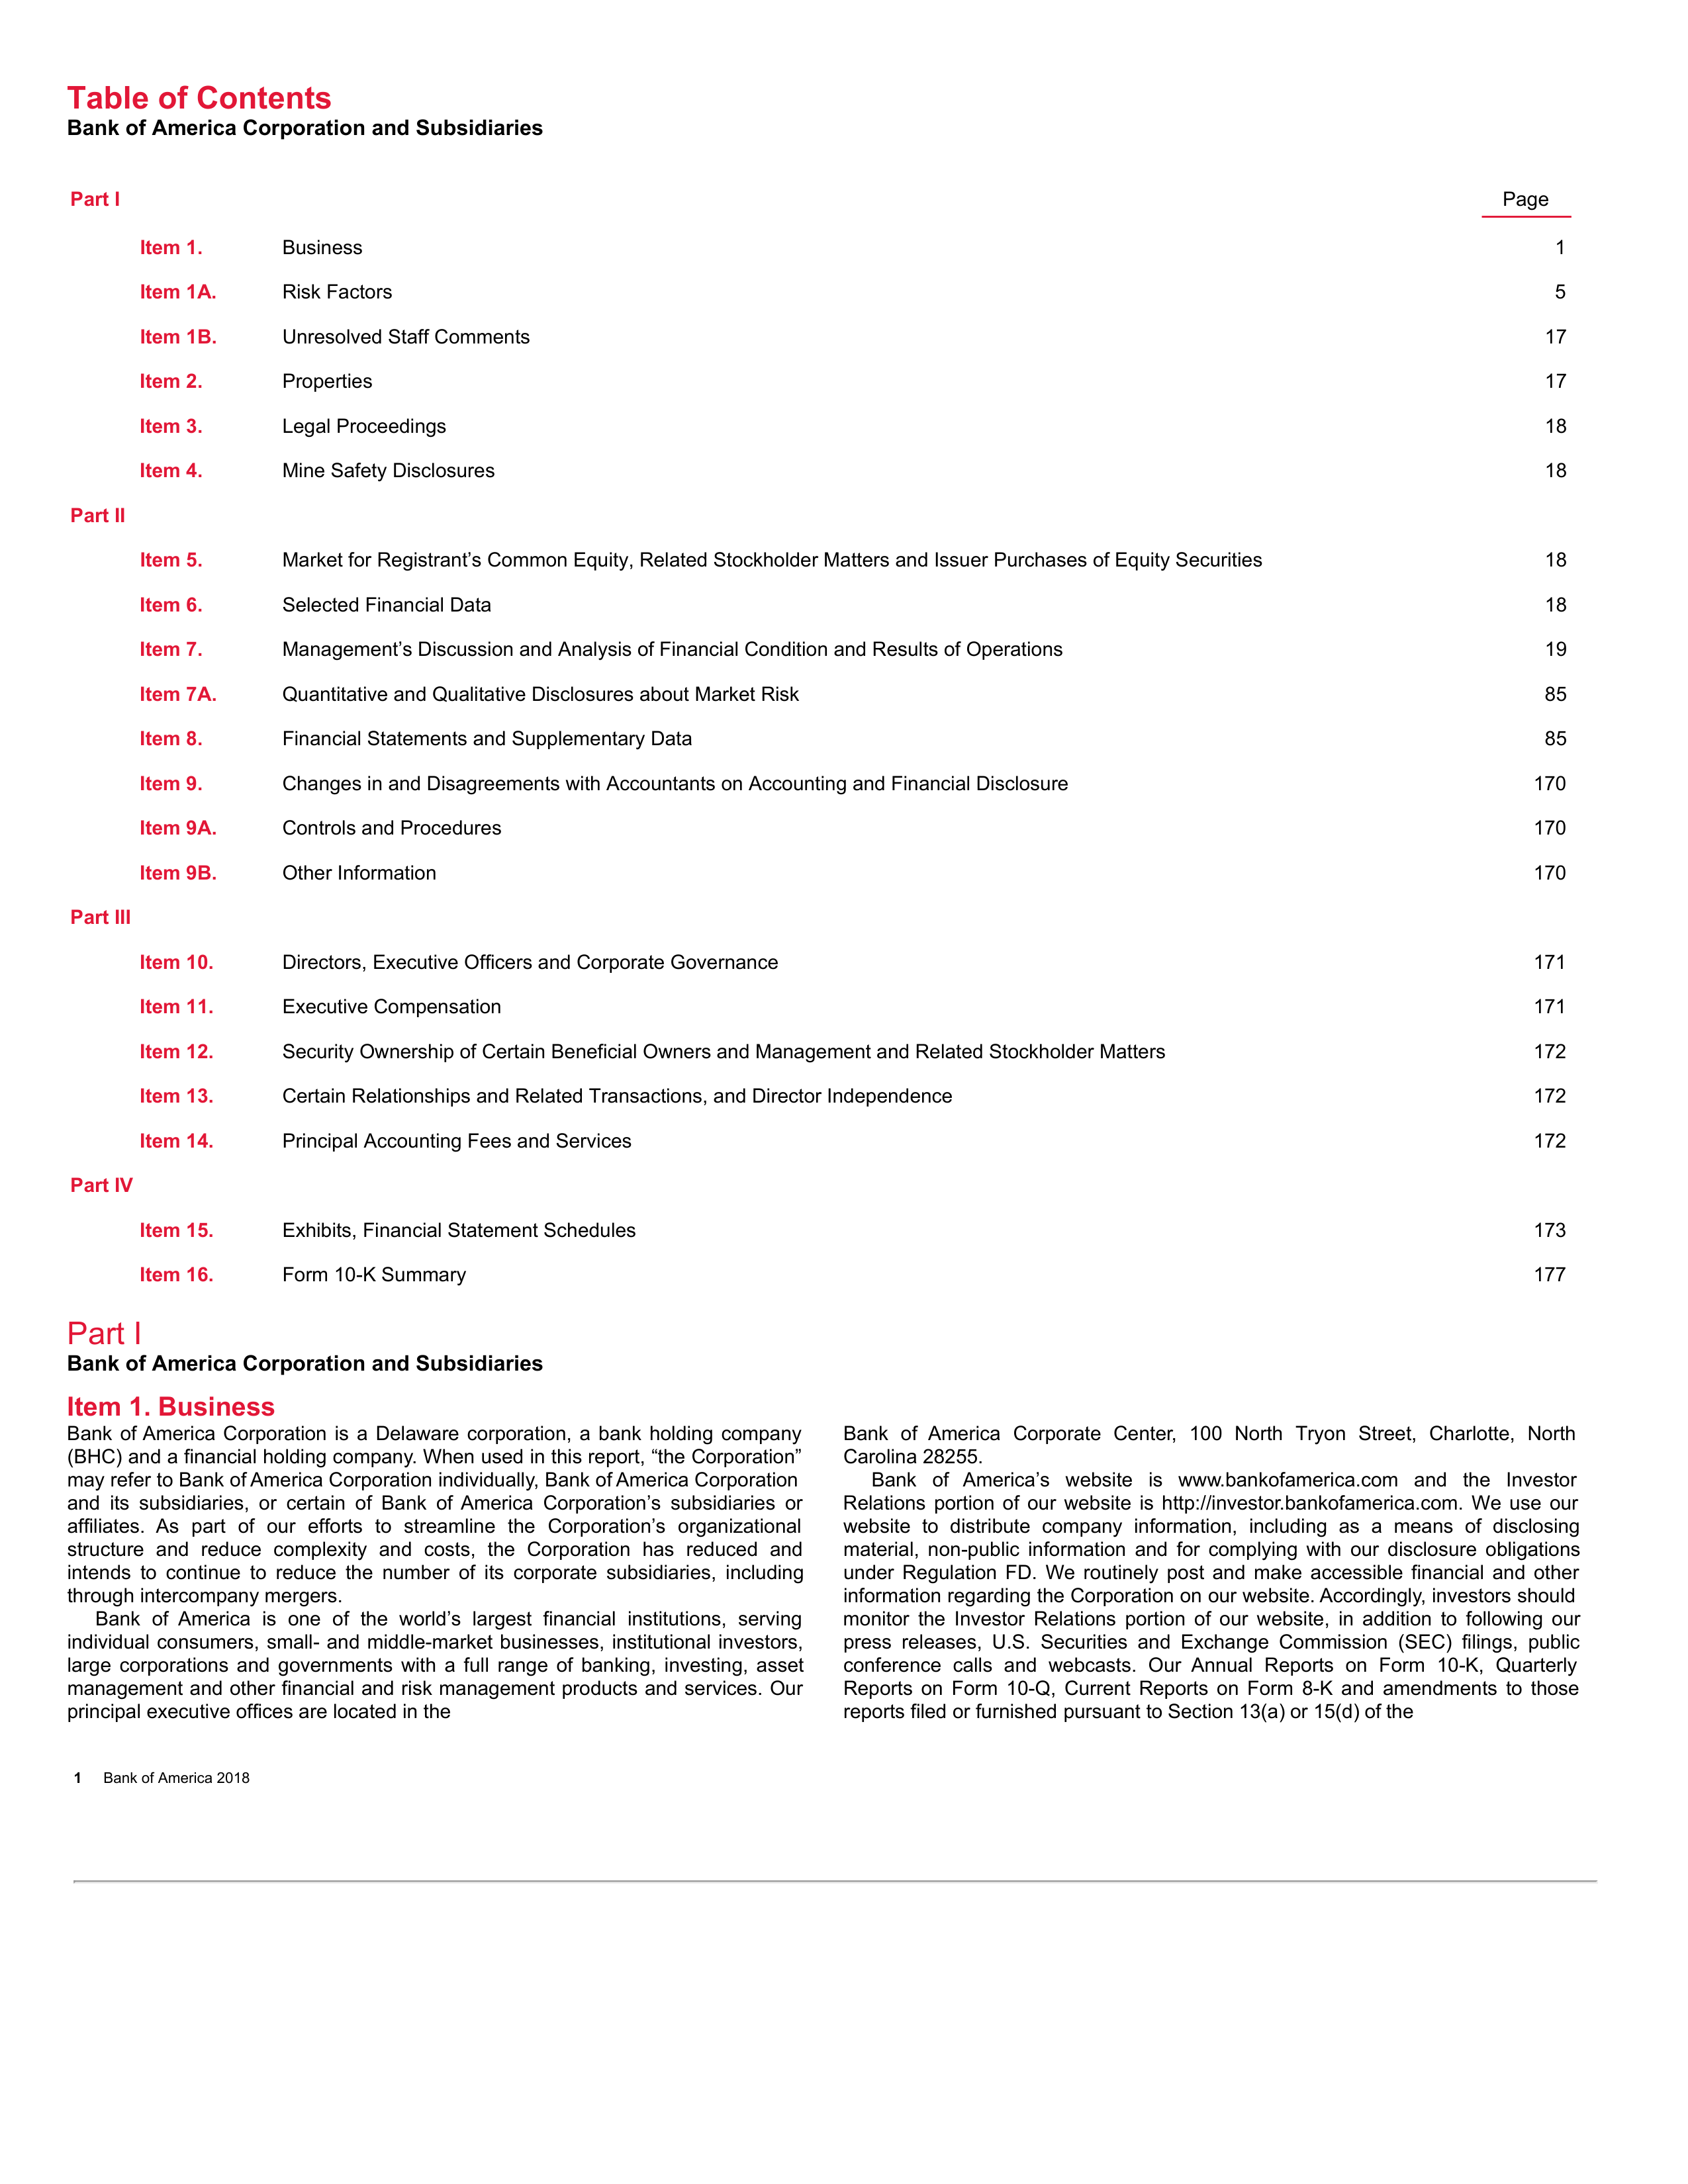 Table of Contents
Bank of America Corporation and Subsidiaries
Part I Page
Item 1. Business 1
Item 1A. Risk Factors 5
Item 1B. Unresolved Staff Comments 17
Item 2. Properties 17
Item 3. Legal Proceedings 18
Item 4. Mine Safety Disclosures 18
Part II
Item 5. Market for Registrant’s Common Equity, Related Stockholder Matters and Issuer Purchases of Equity Securities 18
Item 6. Selected Financial Data 18
Item 7. Management’s Discussion and Analysis of Financial Condition and Results of Operations 19
Item 7A. Quantitative and Qualitative Disclosures about Market Risk 85
Item 8. Financial Statements and Supplementary Data 85
Item 9. Changes in and Disagreements with Accountants on Accounting and Financial Disclosure 170
Item 9A. Controls and Procedures 170
Item 9B. Other Information 170
Part III
Item 10. Directors, Executive Officers and Corporate Governance 171
Item 11. Executive Compensation 171
Item 12. Security Ownership of Certain Beneficial Owners and Management and Related Stockholder Matters 172
Item 13. Certain Relationships and Related Transactions, and Director Independence 172
Item 14. Principal Accounting Fees and Services 172
Part IV
Item 15. Exhibits, Financial Statement Schedules 173
Item 16. Form 10-K Summary 177
Part I
Bank of America Corporation and Subsidiaries
Item 1. Business
Bank of America Corporation is a Delaware corporation, a bank holding company
(BHC) and a financial holding company. When used in this report, “the Corporation”
may refer to Bank of America Corporation individually, Bank of America Corporation
and its subsidiaries, or certain of Bank of America Corporation’s subsidiaries or
affiliates. As part of our efforts to streamline the Corporation’s organizational
structure and reduce complexity and costs, the Corporation has reduced and
intends to continue to reduce the number of its corporate subsidiaries, including
through intercompany mergers.
Bank of America is one of the world’s largest financial institutions, serving
individual consumers, small- and middle-market businesses, institutional investors,
large corporations and governments with a full range of banking, investing, asset
management and other financial and risk management products and services. Our
principal executive offices are located in the
Bank of America Corporate Center, 100 North Tryon Street, Charlotte, North
Carolina 28255.
Bank of America’s website is www.bankofamerica.com and the Investor
Relations portion of our website is http://investor.bankofamerica.com. We use our
website to distribute company information, including as a means of disclosing
material, non-public information and for complying with our disclosure obligations
under Regulation FD. We routinely post and make accessible financial and other
information regarding the Corporation on our website. Accordingly, investors should
monitor the Investor Relations portion of our website, in addition to following our
press releases, U.S. Securities and Exchange Commission (SEC) filings, public
conference calls and webcasts. Our Annual Reports on Form 10-K, Quarterly
Reports on Form 10-Q, Current Reports on Form 8-K and amendments to those
reports filed or furnished pursuant to Section 13(a) or 15(d) of the
1 Bank of America 2018